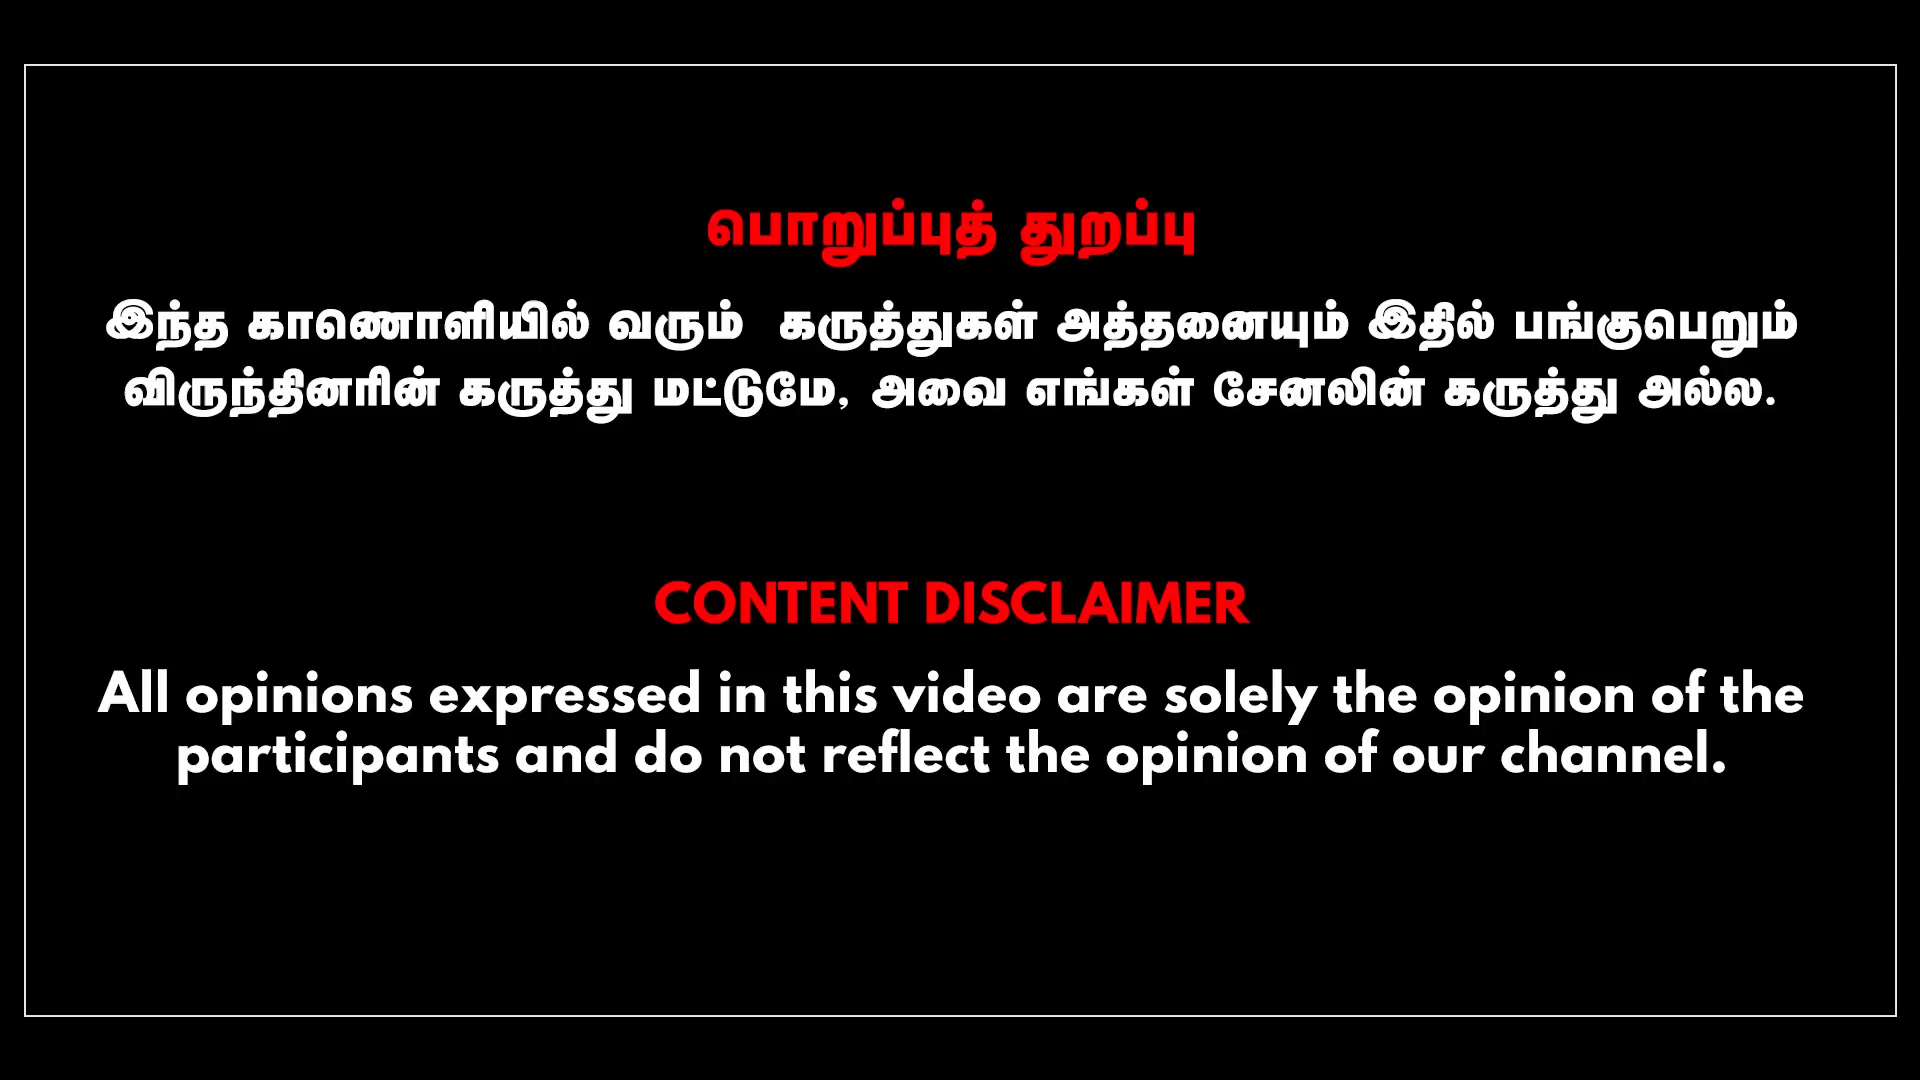 பொறுப்புத் துறப்பு
இந்த காணொளியில் வரும் கருத்துகள் அத்தனையும் இதில் பங்குபெறும்
விருந்தினரின் கருத்து மட்டுமே, அவை எங்கள் சேனலின் கருத்து அல்ல.
CONTENT DISCLAIMER
All opinions expressed in this video are solely the opinion of the
participants and do not reflect the opinion of our channel.